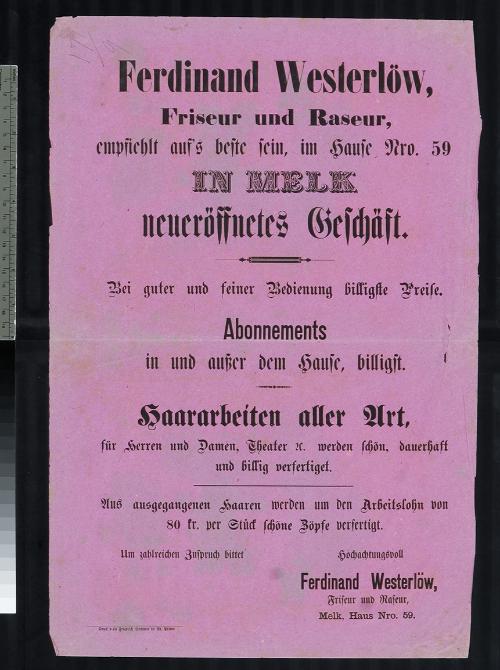 Ferdinand Westerlöw,
Friseur und Raseur,
empfiehlt auf's beste sein, im Hause Nro. 59
IN MELK
neueröffnetes Geschäft.
Bei guter und feiner Bedienung billigste Preise.
Abonnements
in und außer dem Hause, billigst.
Haararbeiten aller Art,
für Herren und Damen, Theater ꝛc. werden schön, dauerhaft
und billig verfertiget.
Aus ausgegangenen Haaren werden um den Arbeitslohn von
80 kr. per Stück schöne Zöpfe verfertigt.
Um zahlreichen Zuspruch bittet
Hochachtungsvoll
Ferdinand Westerlöw,
Friseur und Raseur,
Melk, Haus Nro. 59.